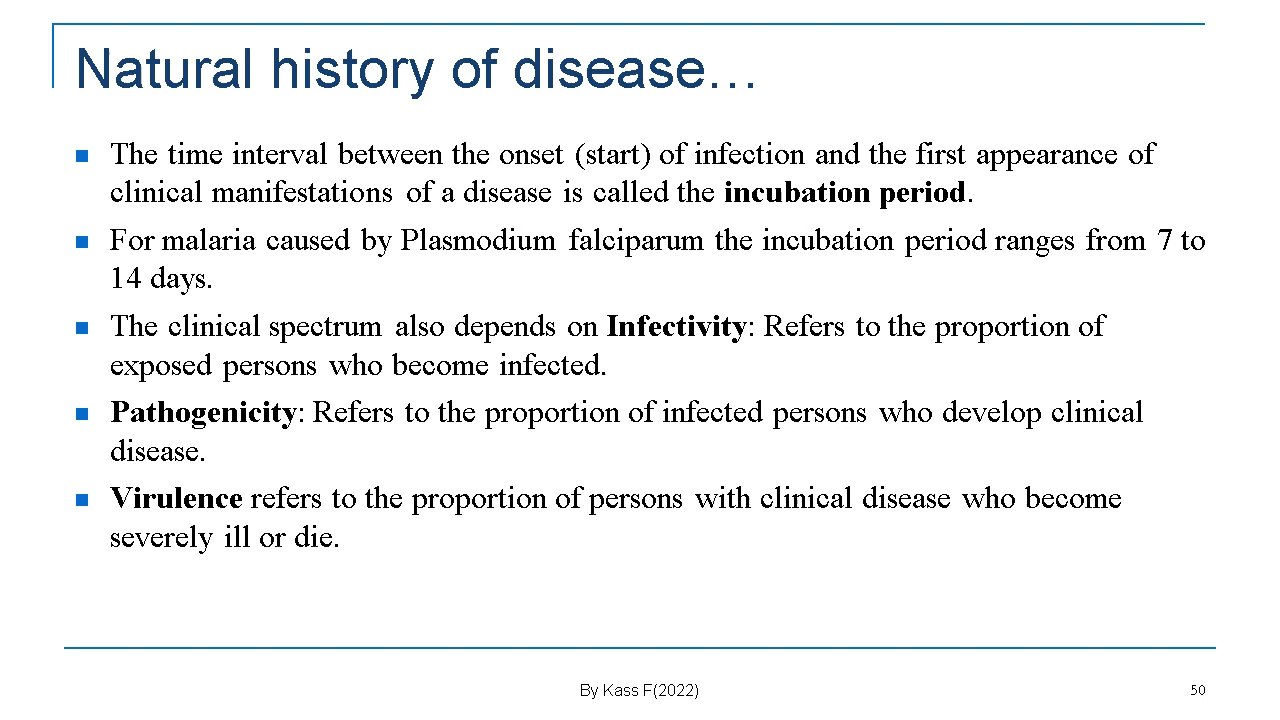 Natural history of disease…
The time interval between the onset (start) of infection and the first appearance of
clinical manifestations of a disease is called the incubation period.
For malaria caused by Plasmodium falciparum the incubation period ranges from 7 to
14 days.
The clinical spectrum also depends on Infectivity: Refers to the proportion of
exposed persons who become infected.
Pathogenicity: Refers to the proportion of infected persons who develop clinical
disease.
Virulence refers to the proportion of persons with clinical disease who become
severely ill or die.
By Kass F(2022)
50